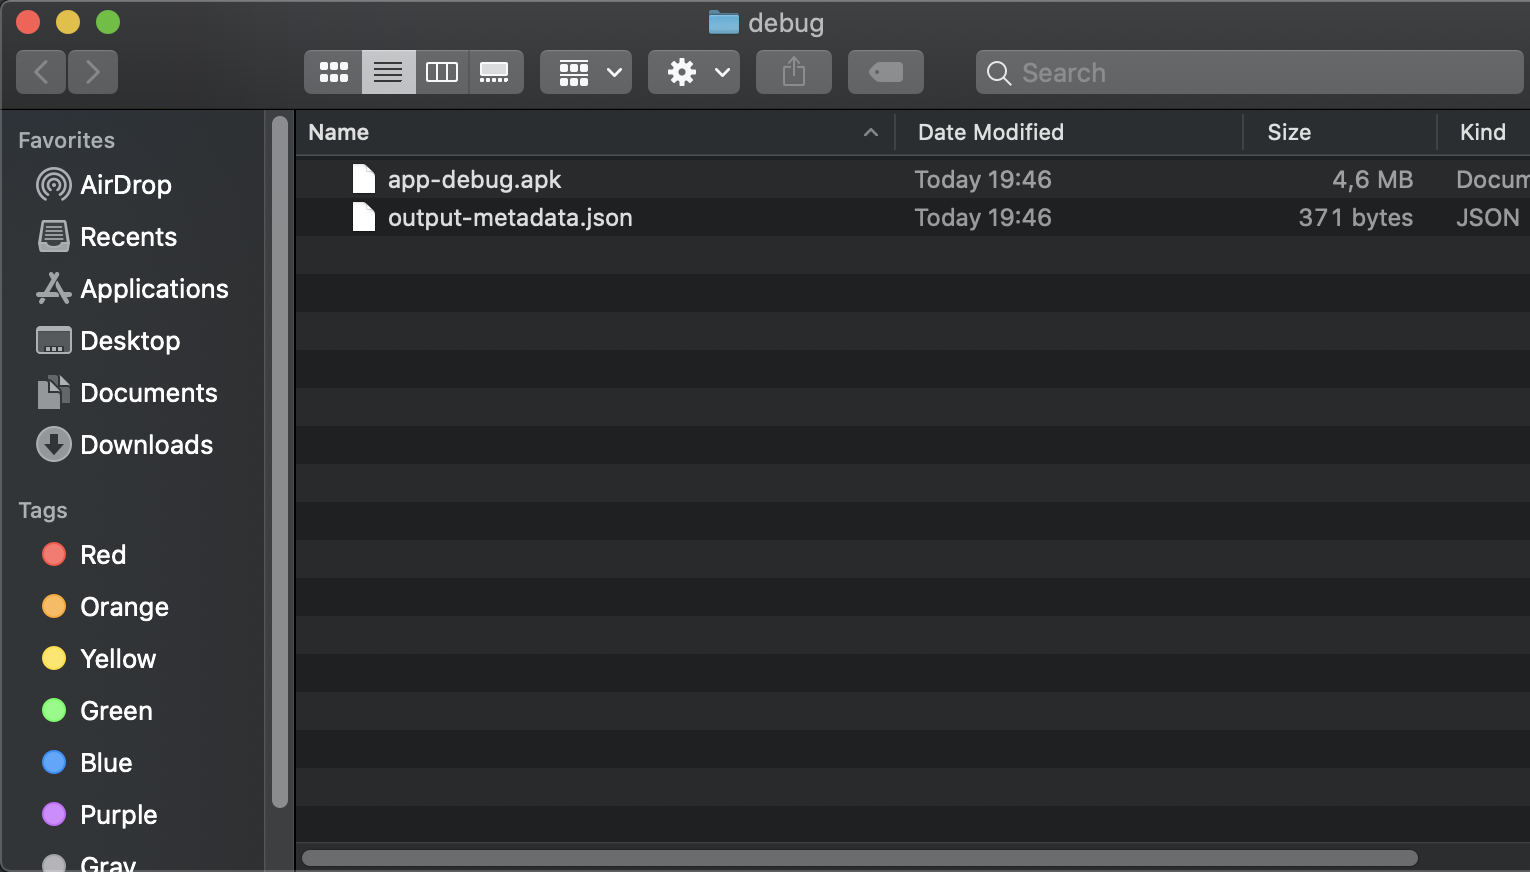 debug
Search
Favorites
AirDrop
Recents
Applications
Desktop
Documents
Downloads
Tags
Red
Orange
Yellow
Green
Blue
Purple
Gray
Name Date Modified Size Kind
app-debug.apk Today 19:46 4,6 MB Docum
output-metadata.json Today 19:46 371 bytes JSON